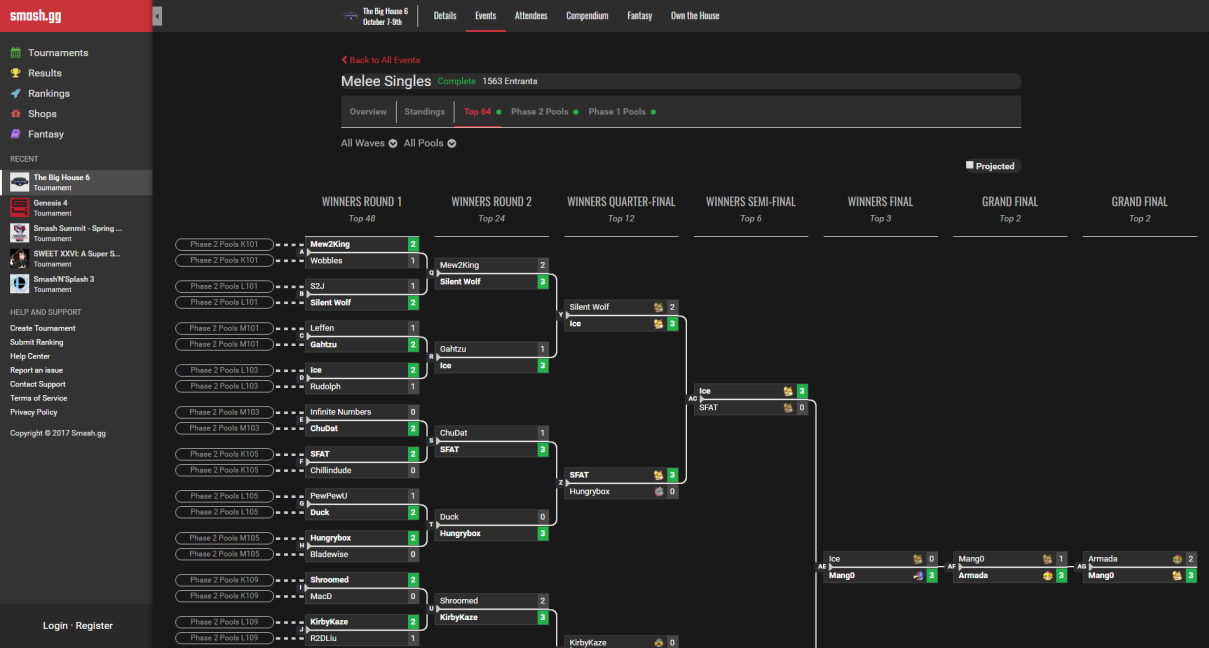 smash.gg
The Big House 6
October 7-9th
Details
Events
Attendees
Compendium
Fantasy
Own the House
Tournaments
Results
Rankings
Shops
Fantasy
RECENT
The Big House 6
Tournament
Genesis 4
Tournament
Smash Summit - Spring ...
Tournament
SWEET XXVI: A Super S...
Tournament
Smash'N'Splash 3
Tournament
HELP AND SUPPORT
Create Tournament
Submit Ranking
Help Center
Report an issue
Contact Support
Terms of Service
Privacy Policy
Copyright © 2017 Smash.gg
Login · Register
Back to All Events
Melee Singles Complete 1563 Entrants
Overview
Standings
Top 64
Phase 2 Pools
Phase 1 Pools
All Waves
All Pools
Projected
WINNERS ROUND 1
Top 48
WINNERS ROUND 2
Top 24
WINNERS QUARTER-FINAL
Top 12
WINNERS SEMI-FINAL
Top 6
WINNERS FINAL
Top 3
GRAND FINAL
Top 2
GRAND FINAL
Top 2
Phase 2 Pools K101
Phase 2 Pools K101
Phase 2 Pools L101
Phase 2 Pools L101
Phase 2 Pools M101
Phase 2 Pools M101
Phase 2 Pools L103
Phase 2 Pools L103
Phase 2 Pools M103
Phase 2 Pools M103
Phase 2 Pools K105
Phase 2 Pools K105
Phase 2 Pools L105
Phase 2 Pools L105
Phase 2 Pools M105
Phase 2 Pools M105
Phase 2 Pools K109
Phase 2 Pools K109
Phase 2 Pools L109
Phase 2 Pools L109
A
Mew2King 2
Wobbles 1
B
S2J 1
Silent Wolf 2
C
Leffen 1
Gahtzu 2
D
Ice 2
Rudolph 1
E
Infinite Numbers 0
ChuDat 2
F
SFAT 2
Chillindude 0
G
PewPewU 1
Duck 2
H
Hungrybox 2
Bladewise 0
I
Shroomed 2
MacD 0
J
KirbyKaze 2
R2DLiu 1
Q
Mew2King 2
Silent Wolf 3
R
Gahtzu 1
Ice 3
S
ChuDat 1
SFAT 3
T
Duck 0
Hungrybox 3
U
Shroomed 2
KirbyKaze 3
Y
Silent Wolf 2
Ice 3
Z
SFAT 3
Hungrybox 0
KirbyKaze 0
AC
Ice 3
SFAT 0
AE
Ice 0
Mang0 3
AF
Mang0 1
Armada 3
AG
Armada 2
Mang0 3